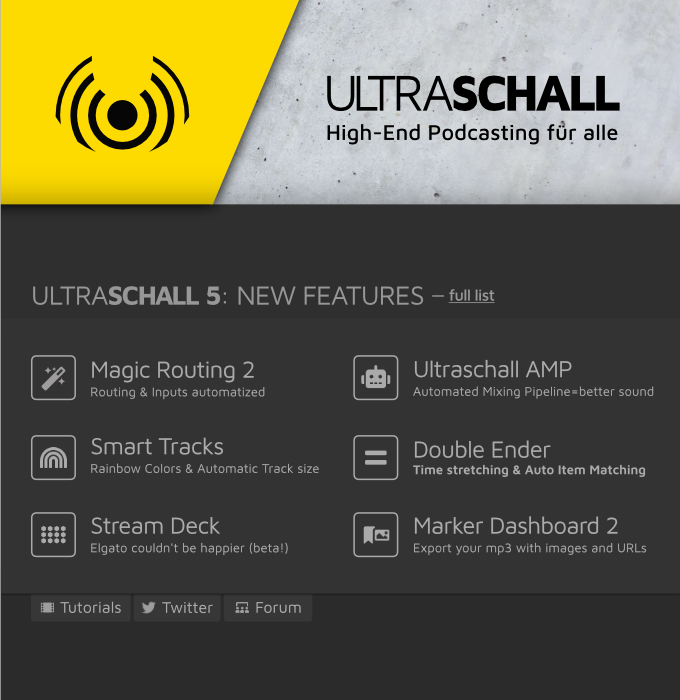 ULTRASCHALL
High-End Podcasting für alle
ULTRASCHALL 5: NEW FEATURES – full list
Magic Routing 2
Routing & Inputs automatized
Ultraschall AMP
Automated Mixing Pipeline=better sound
Smart Tracks
Rainbow Colors & Automatic Track size
Double Ender
Time stretching & Auto Item Matching
Stream Deck
Elgato couldn't be happier (beta!)
Marker Dashboard 2
Export your mp3 with images and URLs
Tutorials Twitter Forum